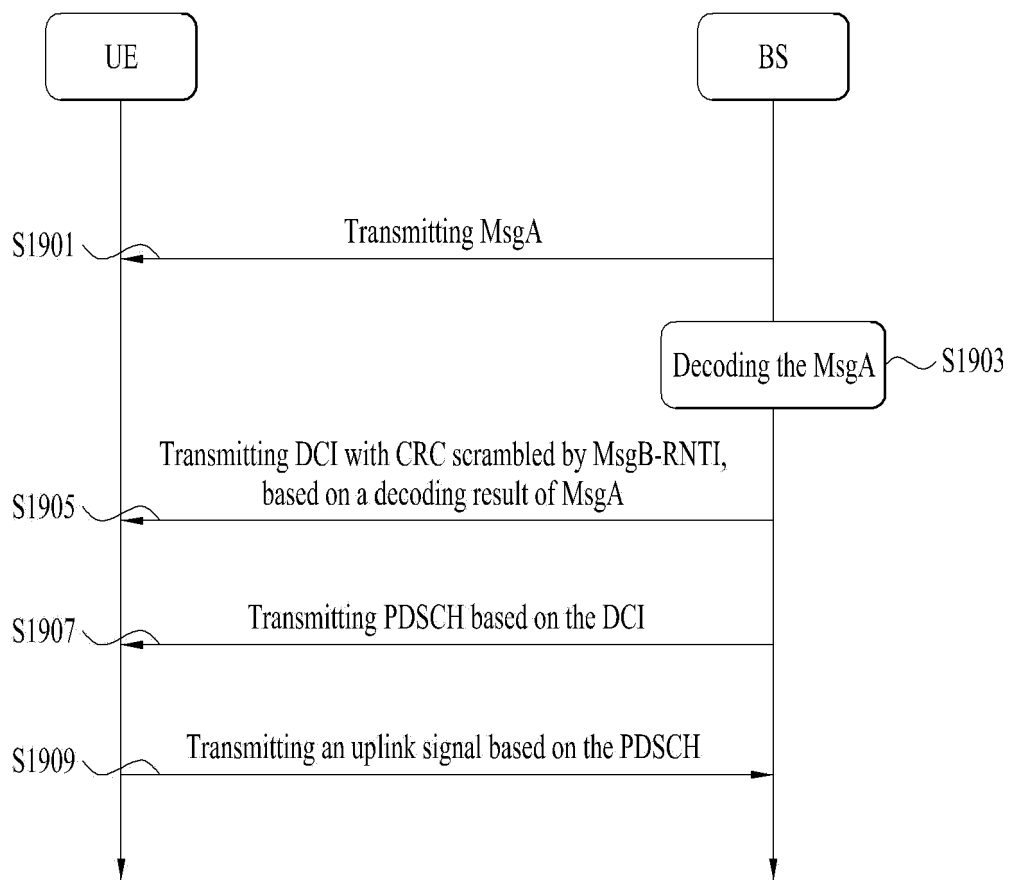 UE
BS
S1901
Transmitting MsgA
Decoding the MsgA
S1903
Transmitting DCI with CRC scrambled by MsgB-RNTI,
based on a decoding result of MsgA
S1905
Transmitting PDSCH based on the DCI
S1907
Transmitting an uplink signal based on the PDSCH
S1909